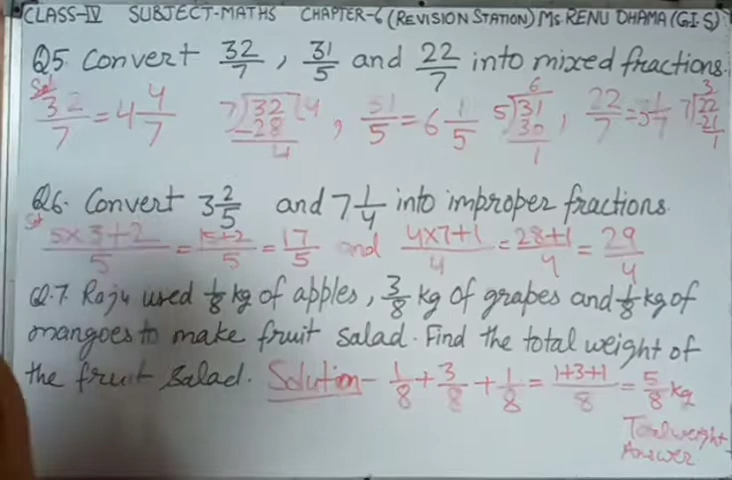 CLASS-IV SUBJECT-MATHS CHAPTER-6 (REVISION STATION) Ms RENU DHAMA (G.I.S)
Q5. Convert 32/7, 31/5 and 22/7 into mixed fractions.
Sol 32/7 = 4 4/7 7)32(4 -28 4, 31/5 = 6 1/5 5)31 6 30 1, 22/7 = 3 1/7 7)22 3 21 1
Q6. Convert 3 2/5 and 7 1/4 into improper fractions.
Sol 5x3+2/5 = 15+2/5 = 17/5 and 4x7+1/4 = 28+1/4 = 29/4
Q.7. Raju used 1/8 kg of apples, 3/8 kg of grapes and 1/8 kg of
mangoes to make fruit salad. Find the total weight of
the fruit salad. Solution - 1/8 + 3/8 + 1/8 = 1+3+1/8 = 5/8 kg
Total weight
Answer